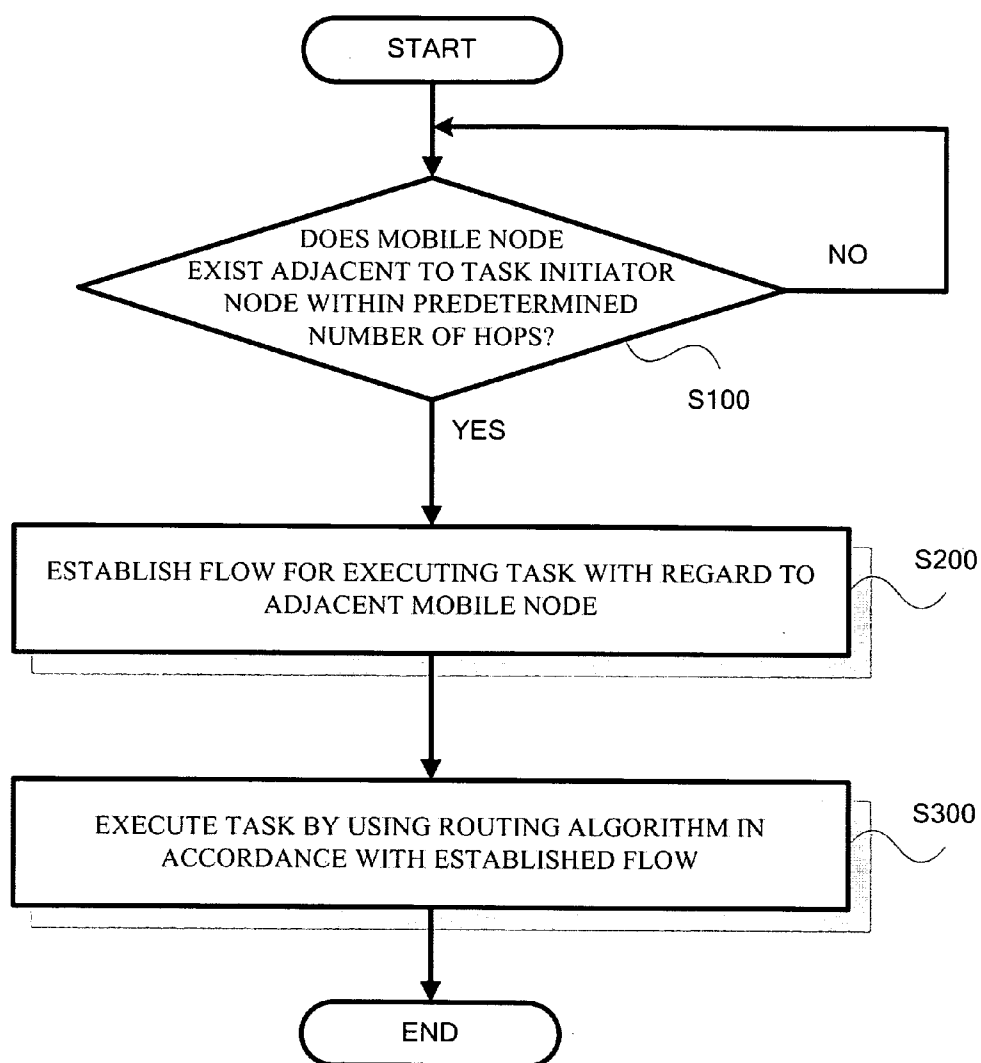 START
DOES MOBILE NODE
EXIST ADJACENT TO TASK INITIATOR
NODE WITHIN PREDETERMINED
NUMBER OF HOPS?
NO
S100
YES
S200
ESTABLISH FLOW FOR EXECUTING TASK WITH REGARD TO
ADJACENT MOBILE NODE
S300
EXECUTE TASK BY USING ROUTING ALGORITHM IN
ACCORDANCE WITH ESTABLISHED FLOW
END